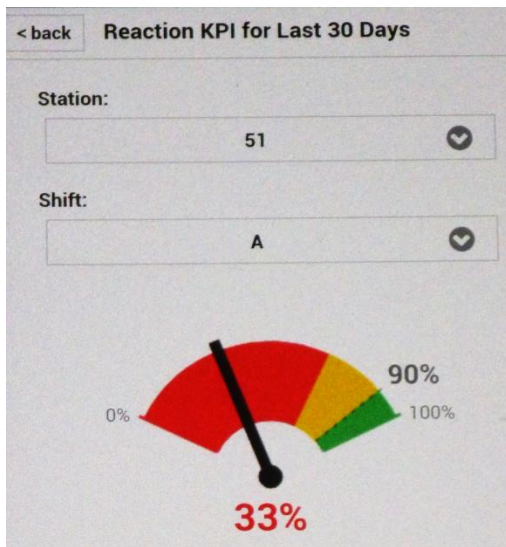 < back Reaction KPI for Last 30 Days
Station:
51
Shift:
A
90%
0% 100%
33%